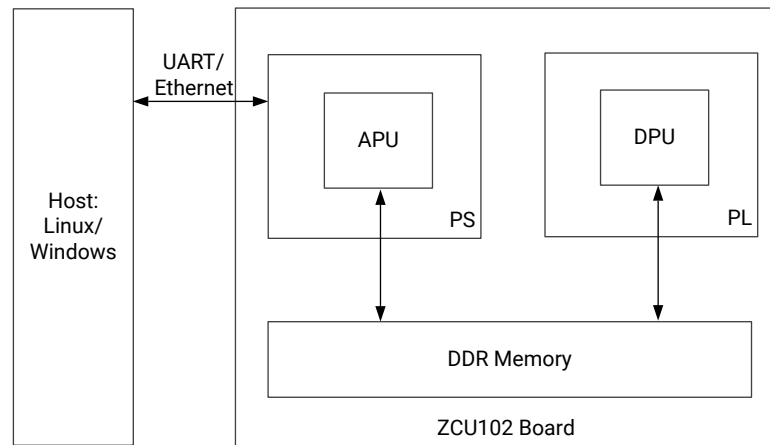 UART/
Ethernet
Host:
Linux/
Windows
APU
PS
DPU
PL
DDR Memory
ZCU102 Board